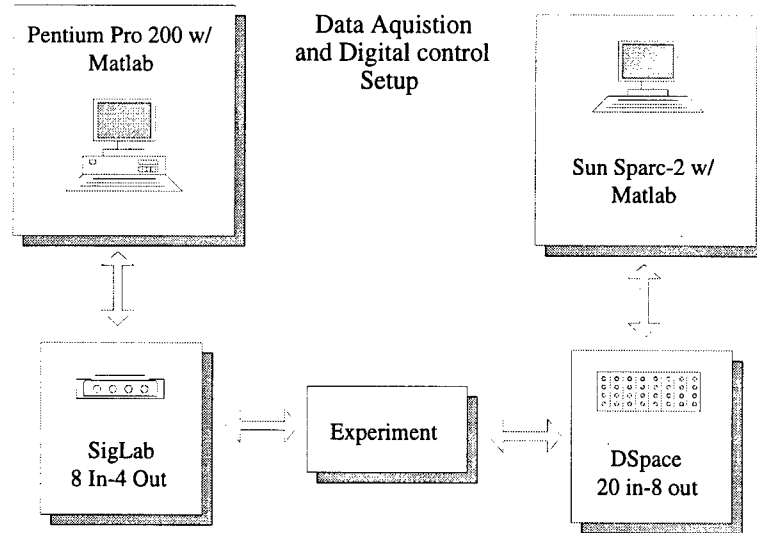 Pentium Pro 200 w/
Matlab
Data Aquistion
and Digital control
Setup
Sun Sparc-2 w/
Matlab
SigLab
8 In-4 Out
Experiment
DSpace
20 in-8 out